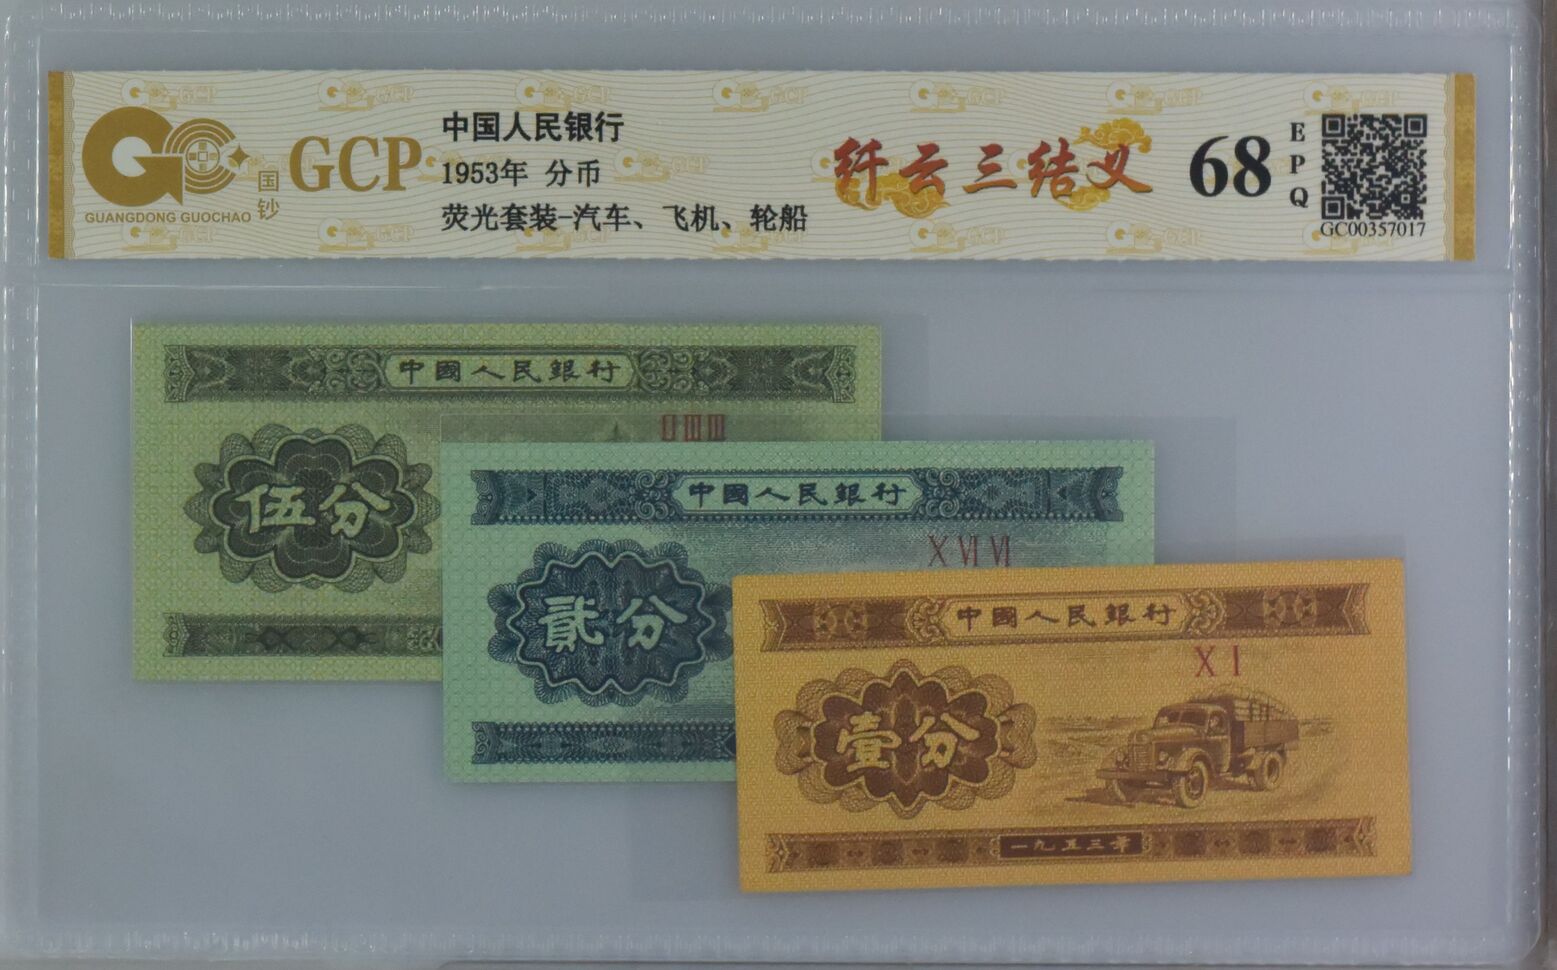 GCP
国钞
GUANGDONG GUOCHAO
中国人民银行
1953年 分币
荧光套装-汽车、飞机、轮船
纤云三结义
68
EPQ
GC00357017
中國人民銀行
伍分
中國人民銀行
X VI VI
貳分
中國人民銀行
X I
壹分
一九五三年